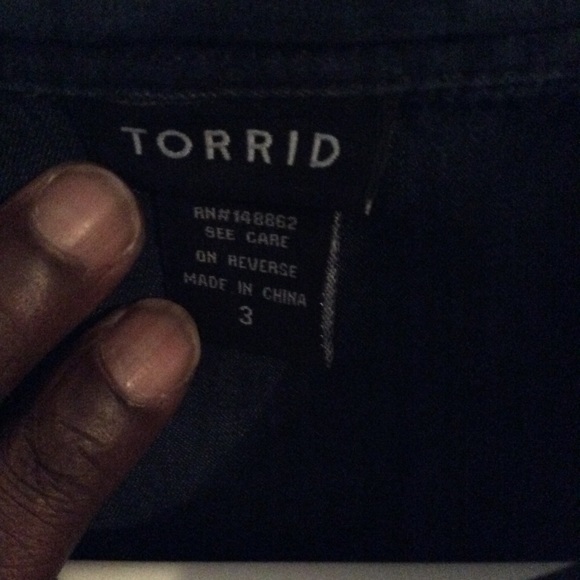 TORRID
RN#148862
SEE CARE
ON REVERSE
MADE IN CHINA
3